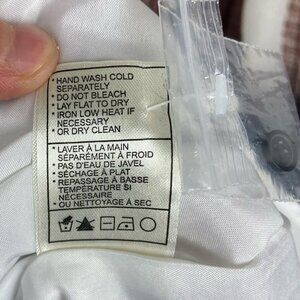 * HAND WASH COLD
SEPARATELY
* DO NOT BLEACH
* LAY FLAT TO DRY
* IRON LOW HEAT IF
NECESSARY
* OR DRY CLEAN
* LAVER À LA MAIN
SÉPARÉMENT À FROID
* PAS D'EAU DE JAVEL
* SÉCHAGE À PLAT
* REPASSAGE À BASSE
TEMPÉRATURE SI
NÉCESSAIRE
* OU NETTOYAGE À SEC